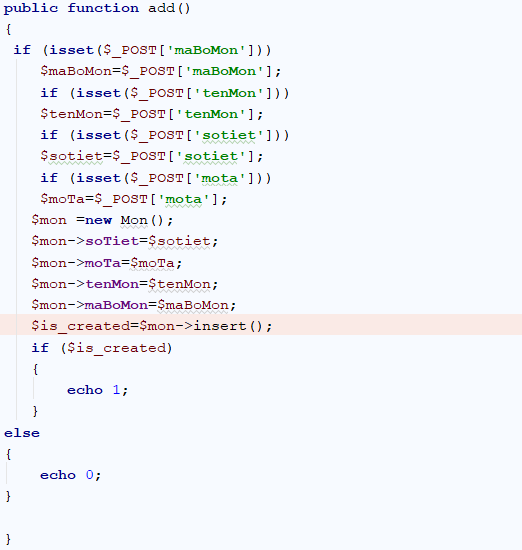 public function add()
{
if (isset($_POST['maBoMon']))
$maBoMon=$_POST['maBoMon'];
if (isset($_POST['tenMon']))
$tenMon=$_POST['tenMon'];
if (isset($_POST['sotiet']))
$sotiet=$_POST['sotiet'];
if (isset($_POST['mota']))
$moTa=$_POST['mota'];
$mon =new Mon();
$mon->soTiet=$sotiet;
$mon->moTa=$moTa;
$mon->tenMon=$tenMon;
$mon->maBoMon=$maBoMon;
$is_created=$mon->insert();
if ($is_created)
{
echo 1;
}
else
{
echo 0;
}
}